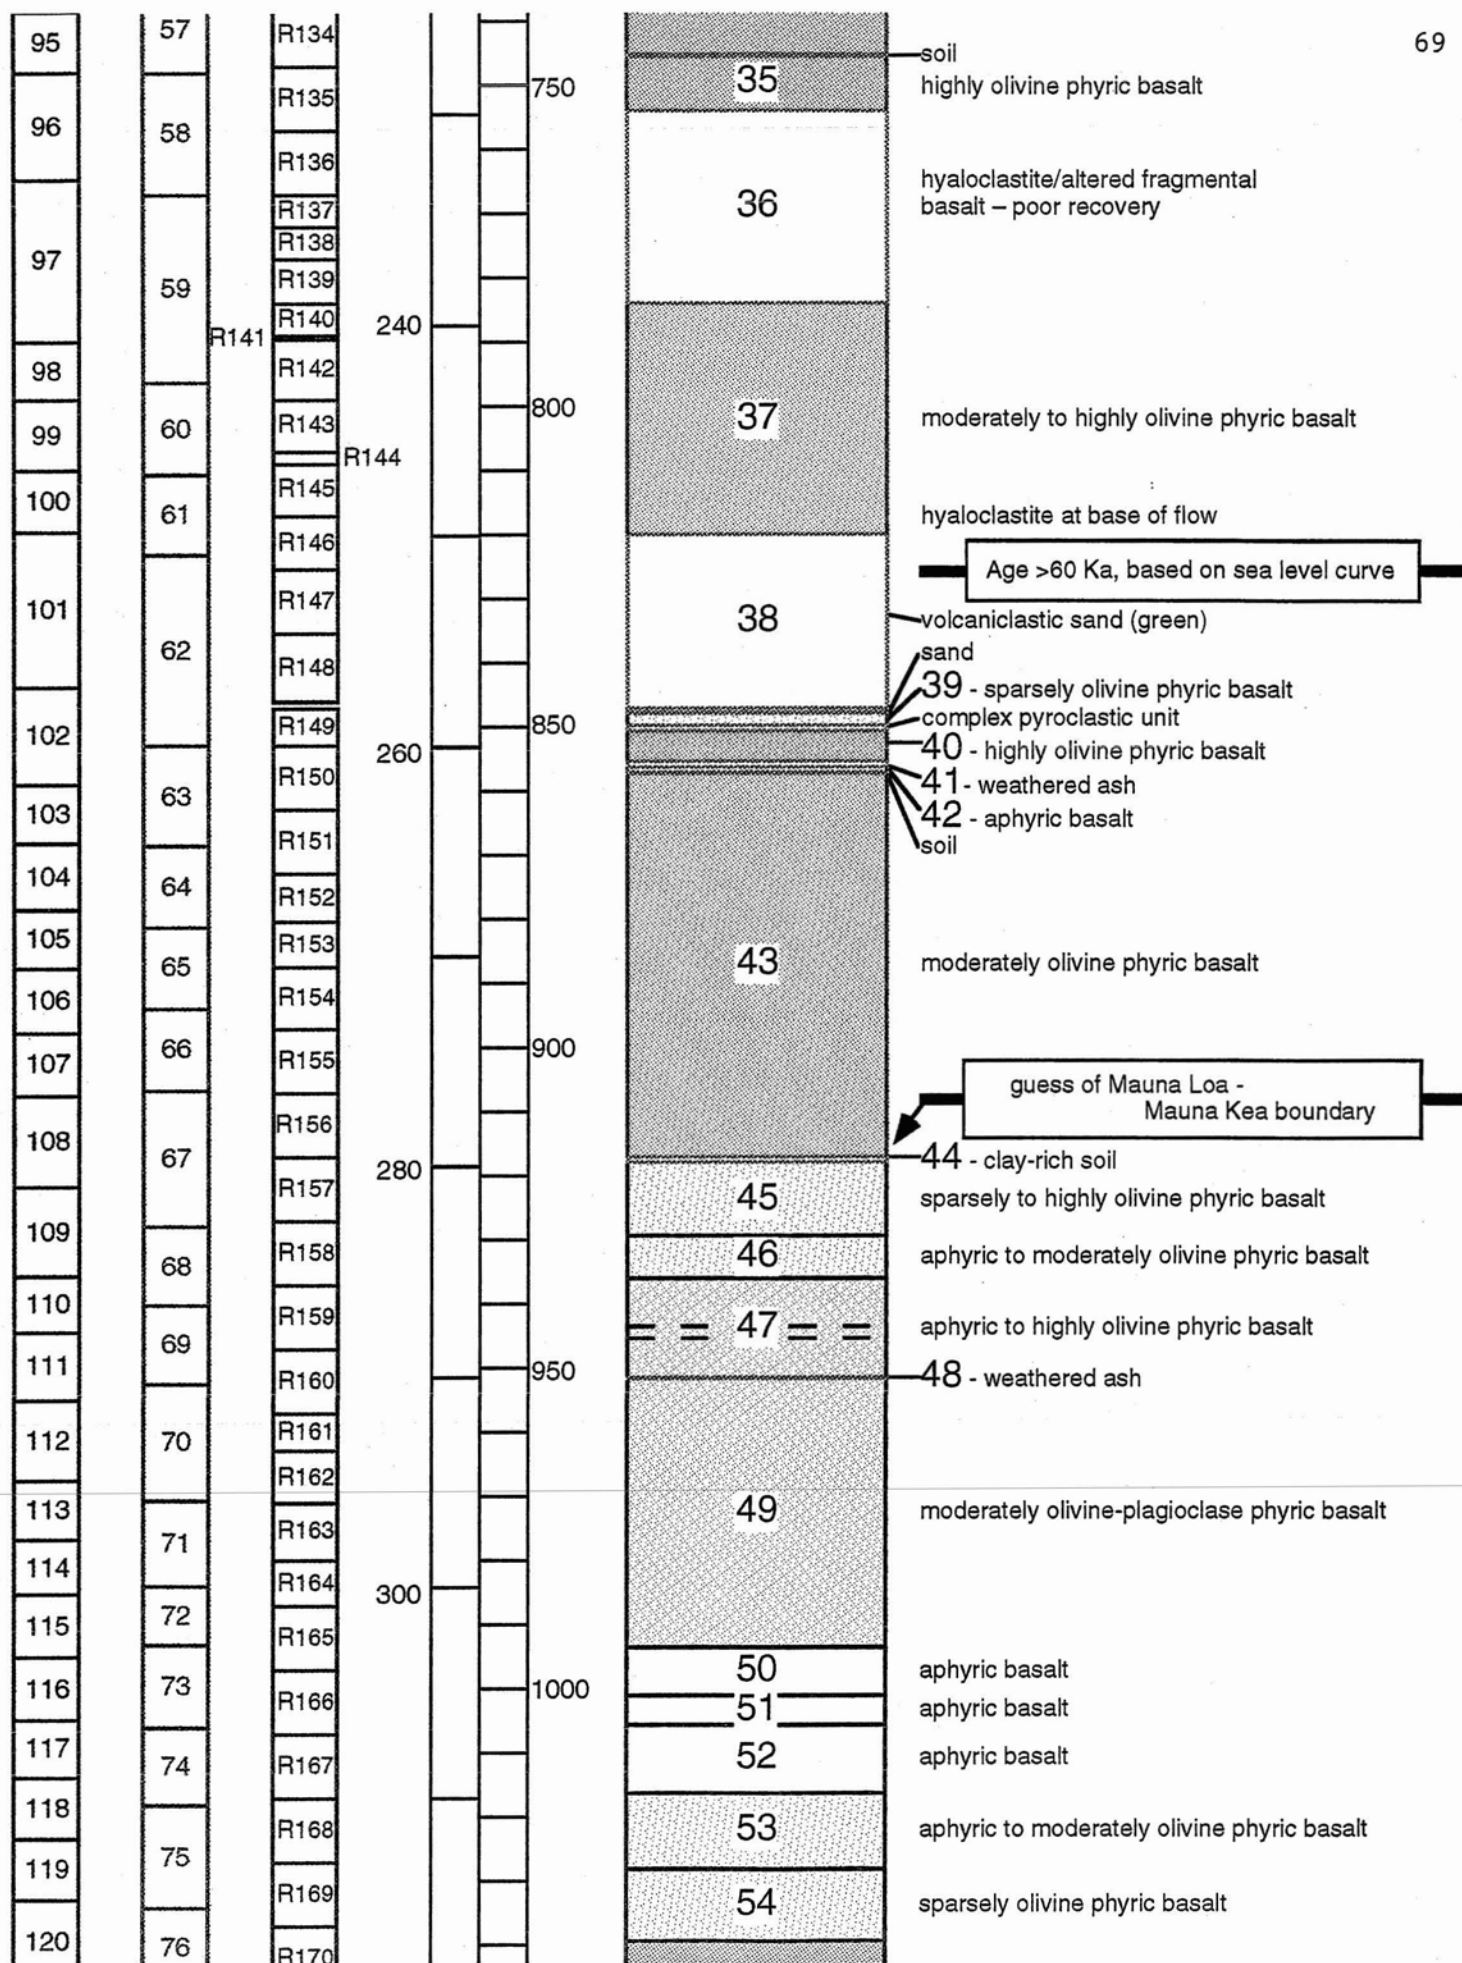 69
95
96
97
98
99
100
101
102
103
104
105
106
107
108
109
110
111
112
113
114
115
116
117
118
119
120
57
58
59
60
61
62
63
64
65
66
67
68
69
70
71
72
73
74
75
76
R134
R135
R136
R137
R138
R139
R140
R141
R142
R143
R144
R145
R146
R147
R148
R149
R150
R151
R152
R153
R154
R155
R156
R157
R158
R159
R160
R161
R162
R163
R164
R165
R166
R167
R168
R169
R170
240
260
280
300
750
800
850
900
950
1000
soil
35
highly olivine phyric basalt
36
hyaloclastite/altered fragmental
basalt – poor recovery
37
moderately to highly olivine phyric basalt
hyaloclastite at base of flow
Age >60 Ka, based on sea level curve
38
volcaniclastic sand (green)
sand
39 - sparsely olivine phyric basalt
complex pyroclastic unit
40 - highly olivine phyric basalt
41 - weathered ash
42 - aphyric basalt
soil
43
moderately olivine phyric basalt
guess of Mauna Loa -
Mauna Kea boundary
44 - clay-rich soil
45
sparsely to highly olivine phyric basalt
46
aphyric to moderately olivine phyric basalt
47
aphyric to highly olivine phyric basalt
48 - weathered ash
49
moderately olivine-plagioclase phyric basalt
50
aphyric basalt
51
aphyric basalt
52
aphyric basalt
53
aphyric to moderately olivine phyric basalt
54
sparsely olivine phyric basalt